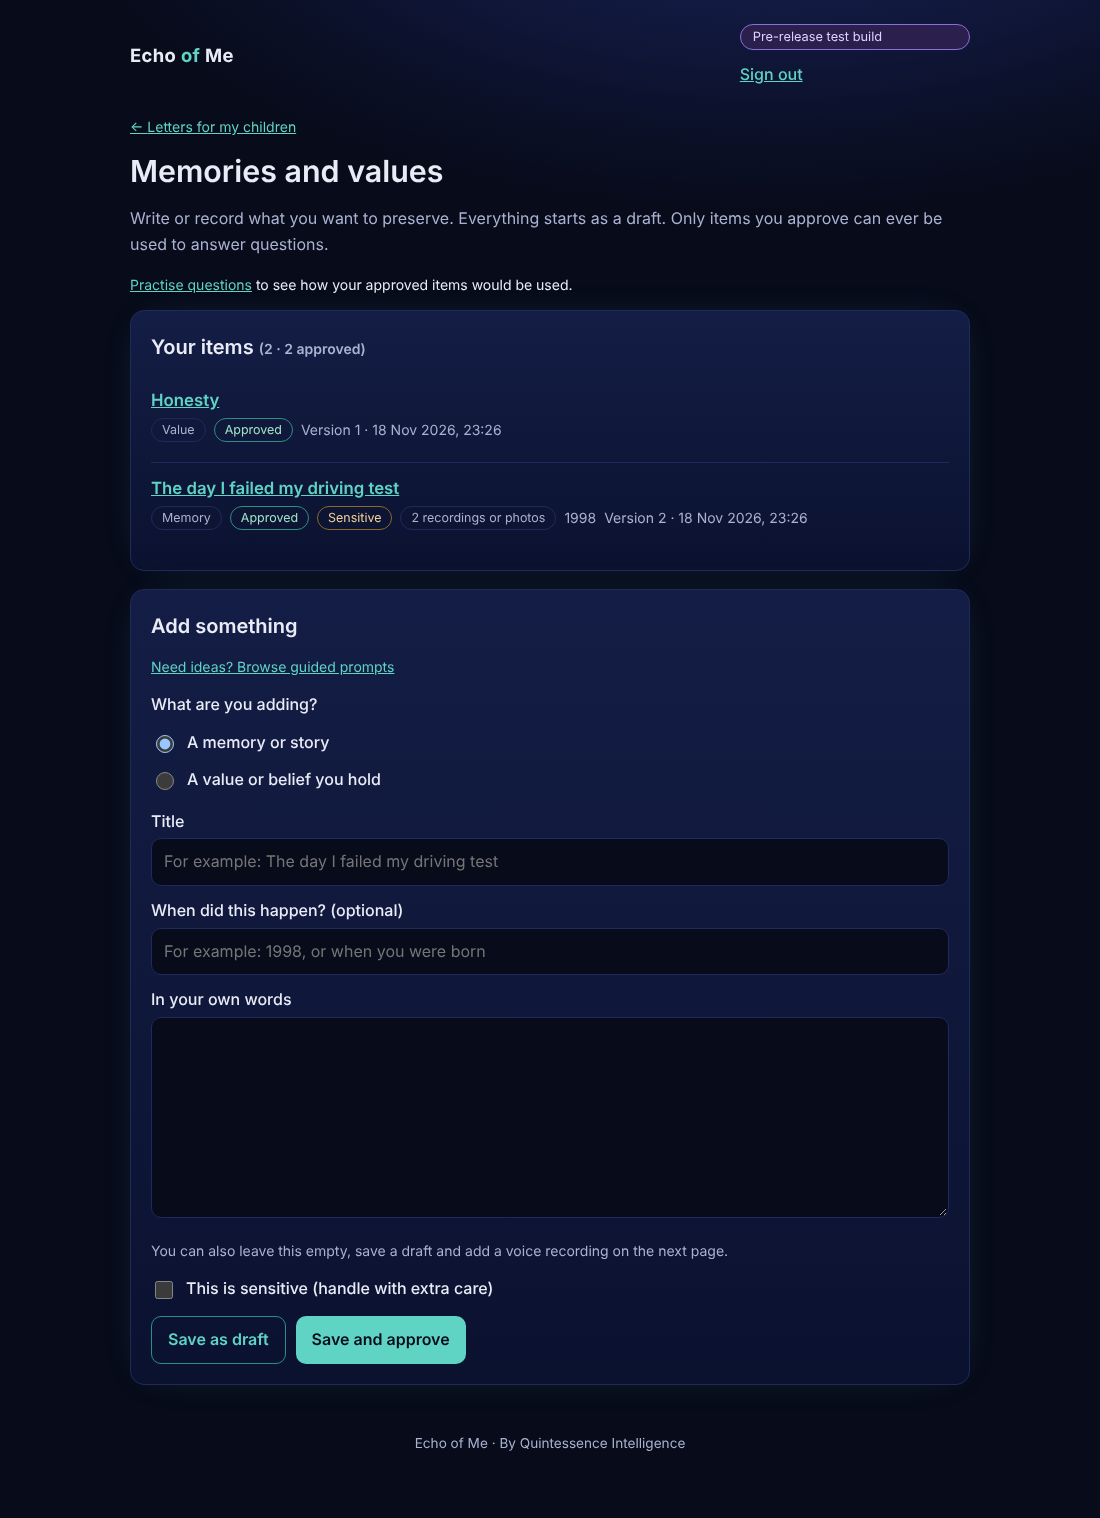 Echo of Me
Pre-release test build
Sign out
← Letters for my children
Memories and values
Write or record what you want to preserve. Everything starts as a draft. Only items you approve can ever be
used to answer questions.
Practise questions to see how your approved items would be used.
Your items (2 · 2 approved)
Honesty
Value Approved Version 1 · 18 Nov 2026, 23:26
The day I failed my driving test
Memory Approved Sensitive 2 recordings or photos 1998 Version 2 · 18 Nov 2026, 23:26
Add something
Need ideas? Browse guided prompts
What are you adding?
A memory or story
A value or belief you hold
Title
For example: The day I failed my driving test
When did this happen? (optional)
For example: 1998, or when you were born
In your own words
You can also leave this empty, save a draft and add a voice recording on the next page.
This is sensitive (handle with extra care)
Save as draft Save and approve
Echo of Me · By Quintessence Intelligence